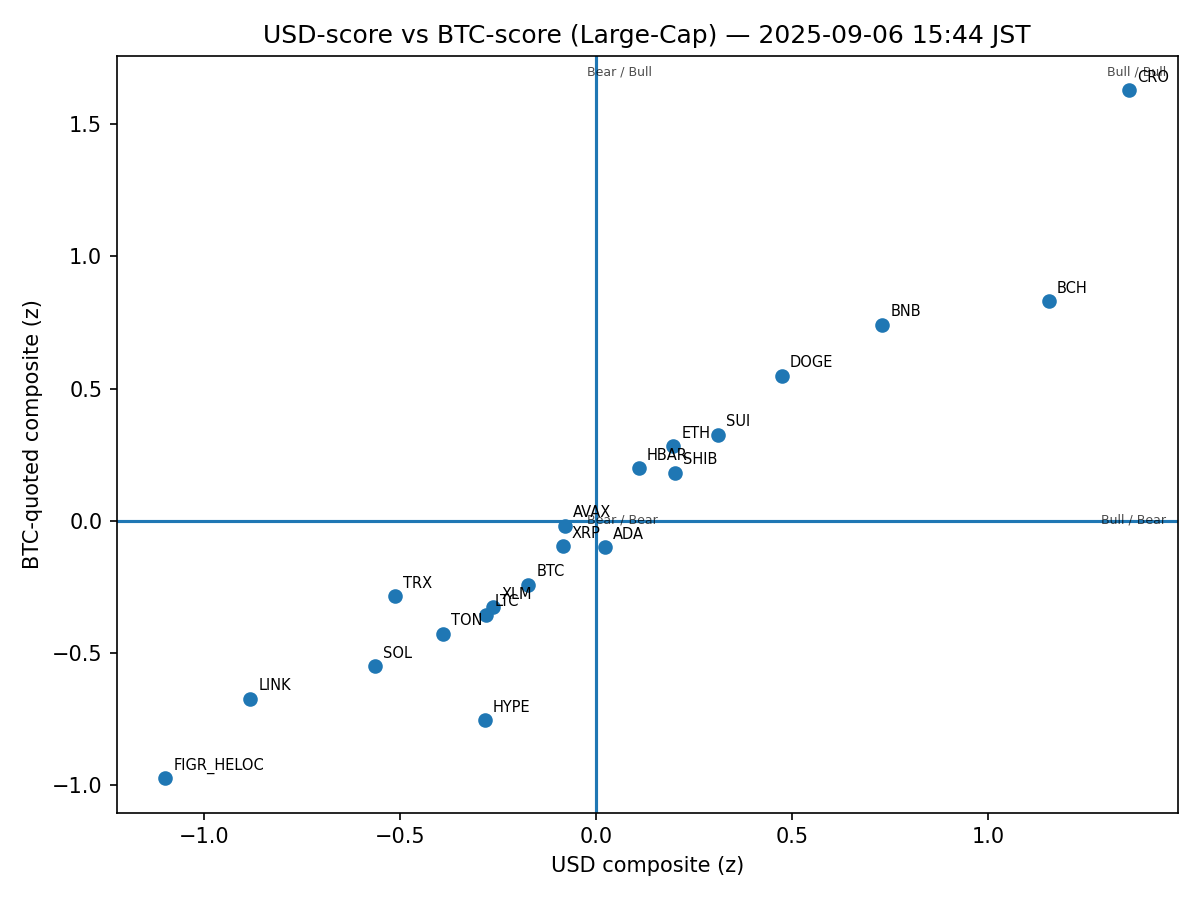 USD-score vs BTC-score (Large-Cap) — 2025-09-06 15:44 JST
Bear / Bull
Bull / Bull
CRO
1.5
1.0
BCH
BNB
DOGE
0.5
SUI
ETH
HBAR
SHIB
AVAX
0.0
Bear / Bear
Bull / Bear
XRP
ADA
BTC
TRX
XLM
LTC
TON
SOL
−0.5
LINK
HYPE
FIGR_HELOC
−1.0
BTC-quoted composite (z)
−1.0
−0.5
0.0
0.5
1.0
USD composite (z)